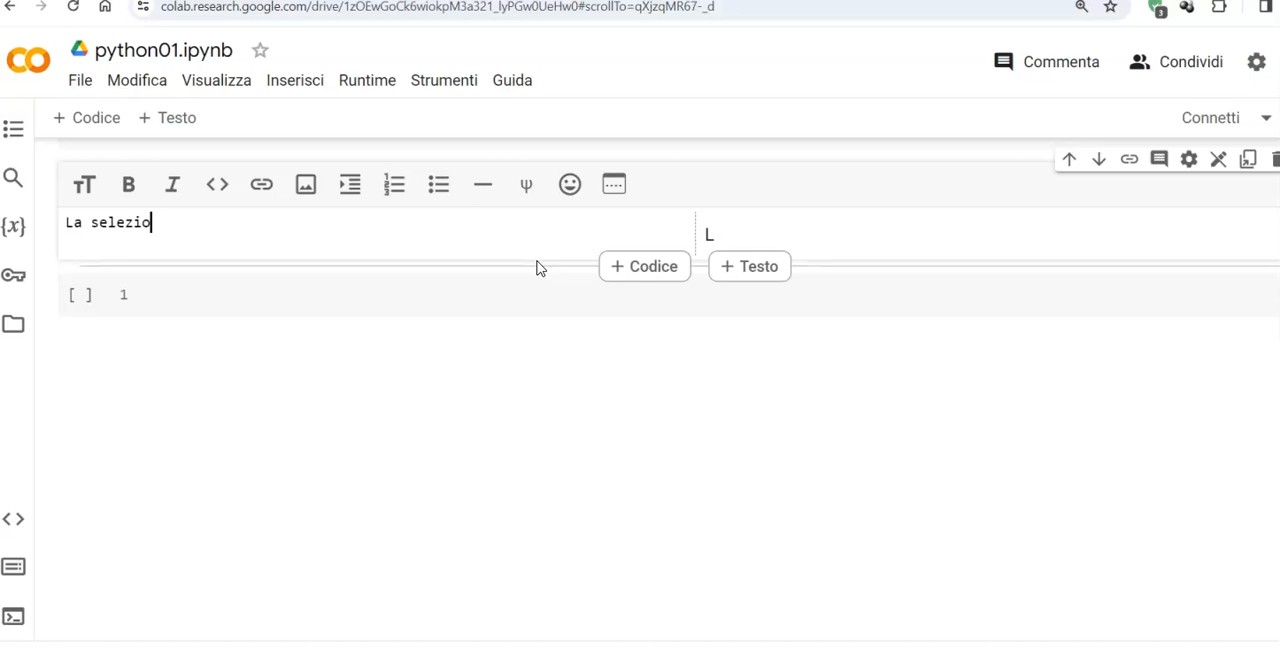 colab.research.google.com/drive/1zOEwGoCk6wiokpM3a321_lyPGw0UeHw0#scrollTo=qXjzqMR67-_d
3
python01.ipynb
Commenta
Condividi
File Modifica Visualizza Inserisci Runtime Strumenti Guida
+ Codice + Testo
Connetti
La selezio
L
+ Codice
+ Testo
[ ] 1